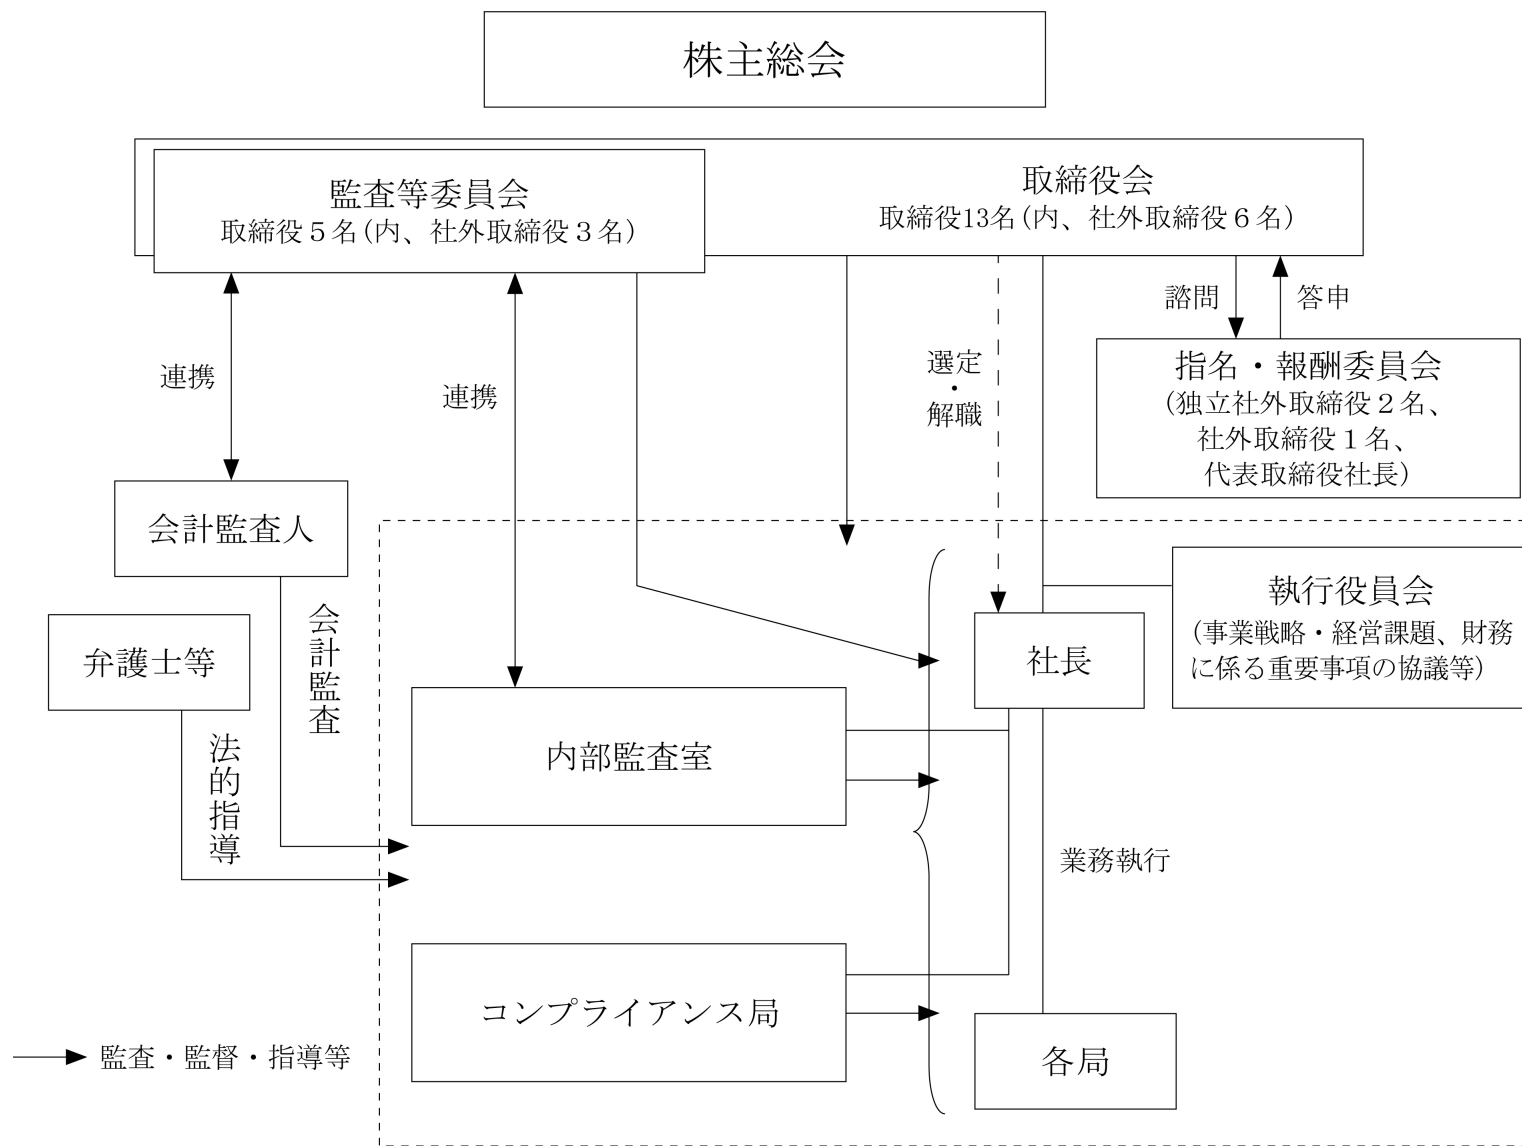 株主総会
監査等委員会
取締役５名(内、社外取締役３名)
取締役会
取締役13名(内、社外取締役６名)
諮問
答申
連携
連携
選定・解職
指名・報酬委員会
(独立社外取締役２名、
社外取締役１名、
代表取締役社長)
会計監査人
執行役員会
(事業戦略・経営課題、財務
に係る重要事項の協議等)
弁護士等
会計監査
社長
法的指導
内部監査室
業務執行
コンプライアンス局
各局
監査・監督・指導等